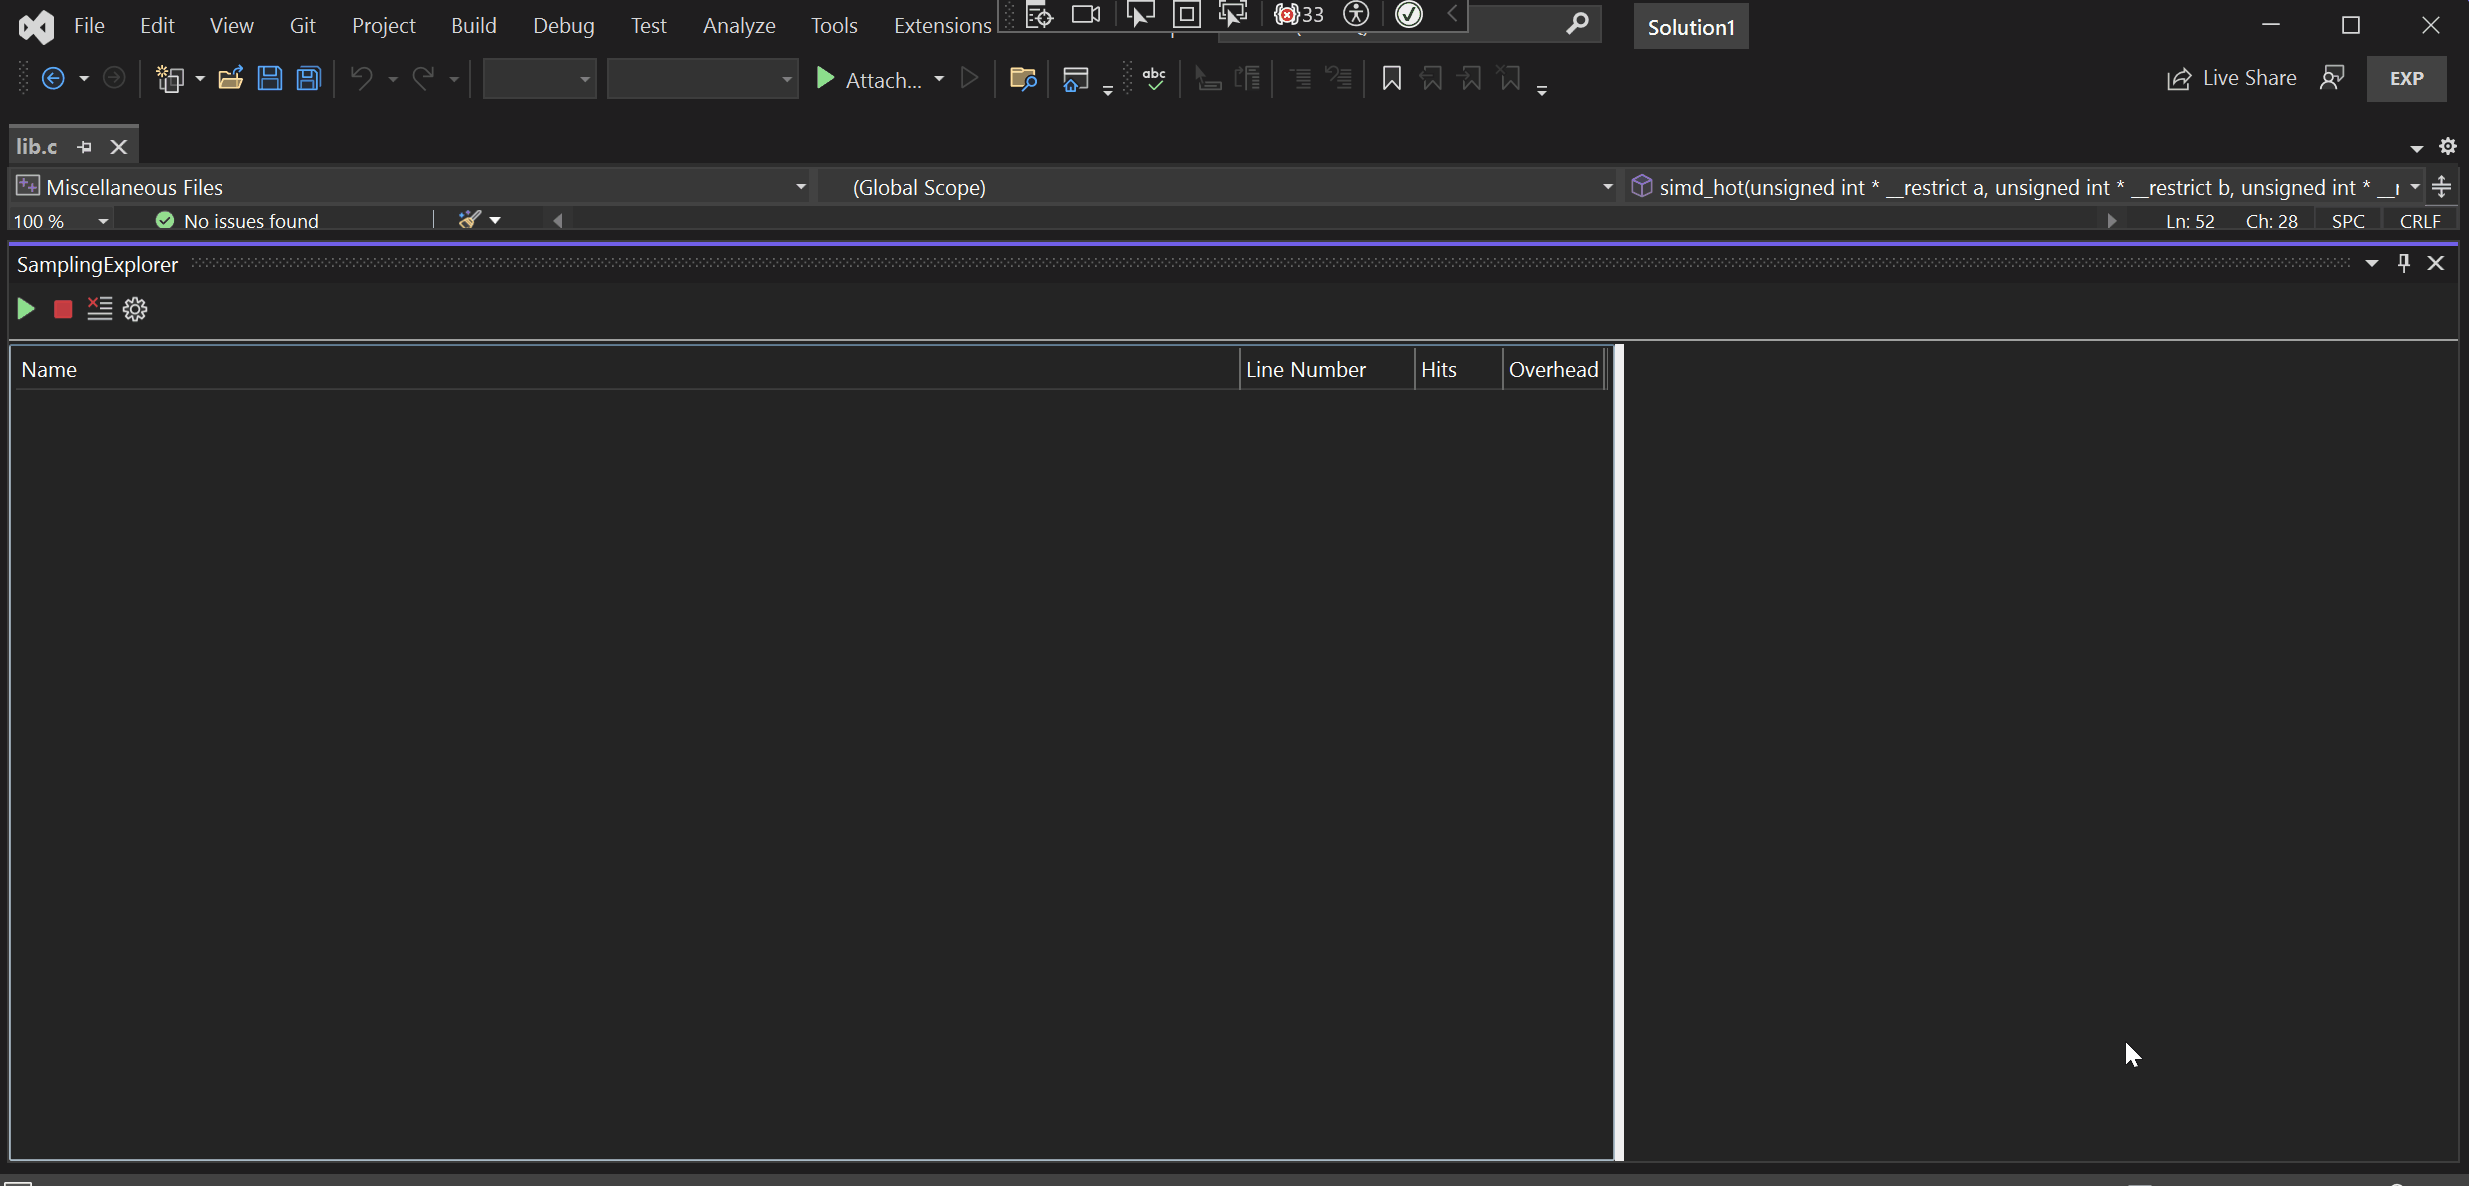 File Edit View Git Project Build Debug Test Analyze Tools Extensions 33 Solution1
Attach... abc Live Share EXP
lib.c
Miscellaneous Files (Global Scope) simd_hot(unsigned int * __restrict a, unsigned int * __restrict b, unsigned int * __r
100 % No issues found Ln: 52 Ch: 28 SPC CRLF
SamplingExplorer
Name Line Number Hits Overhead